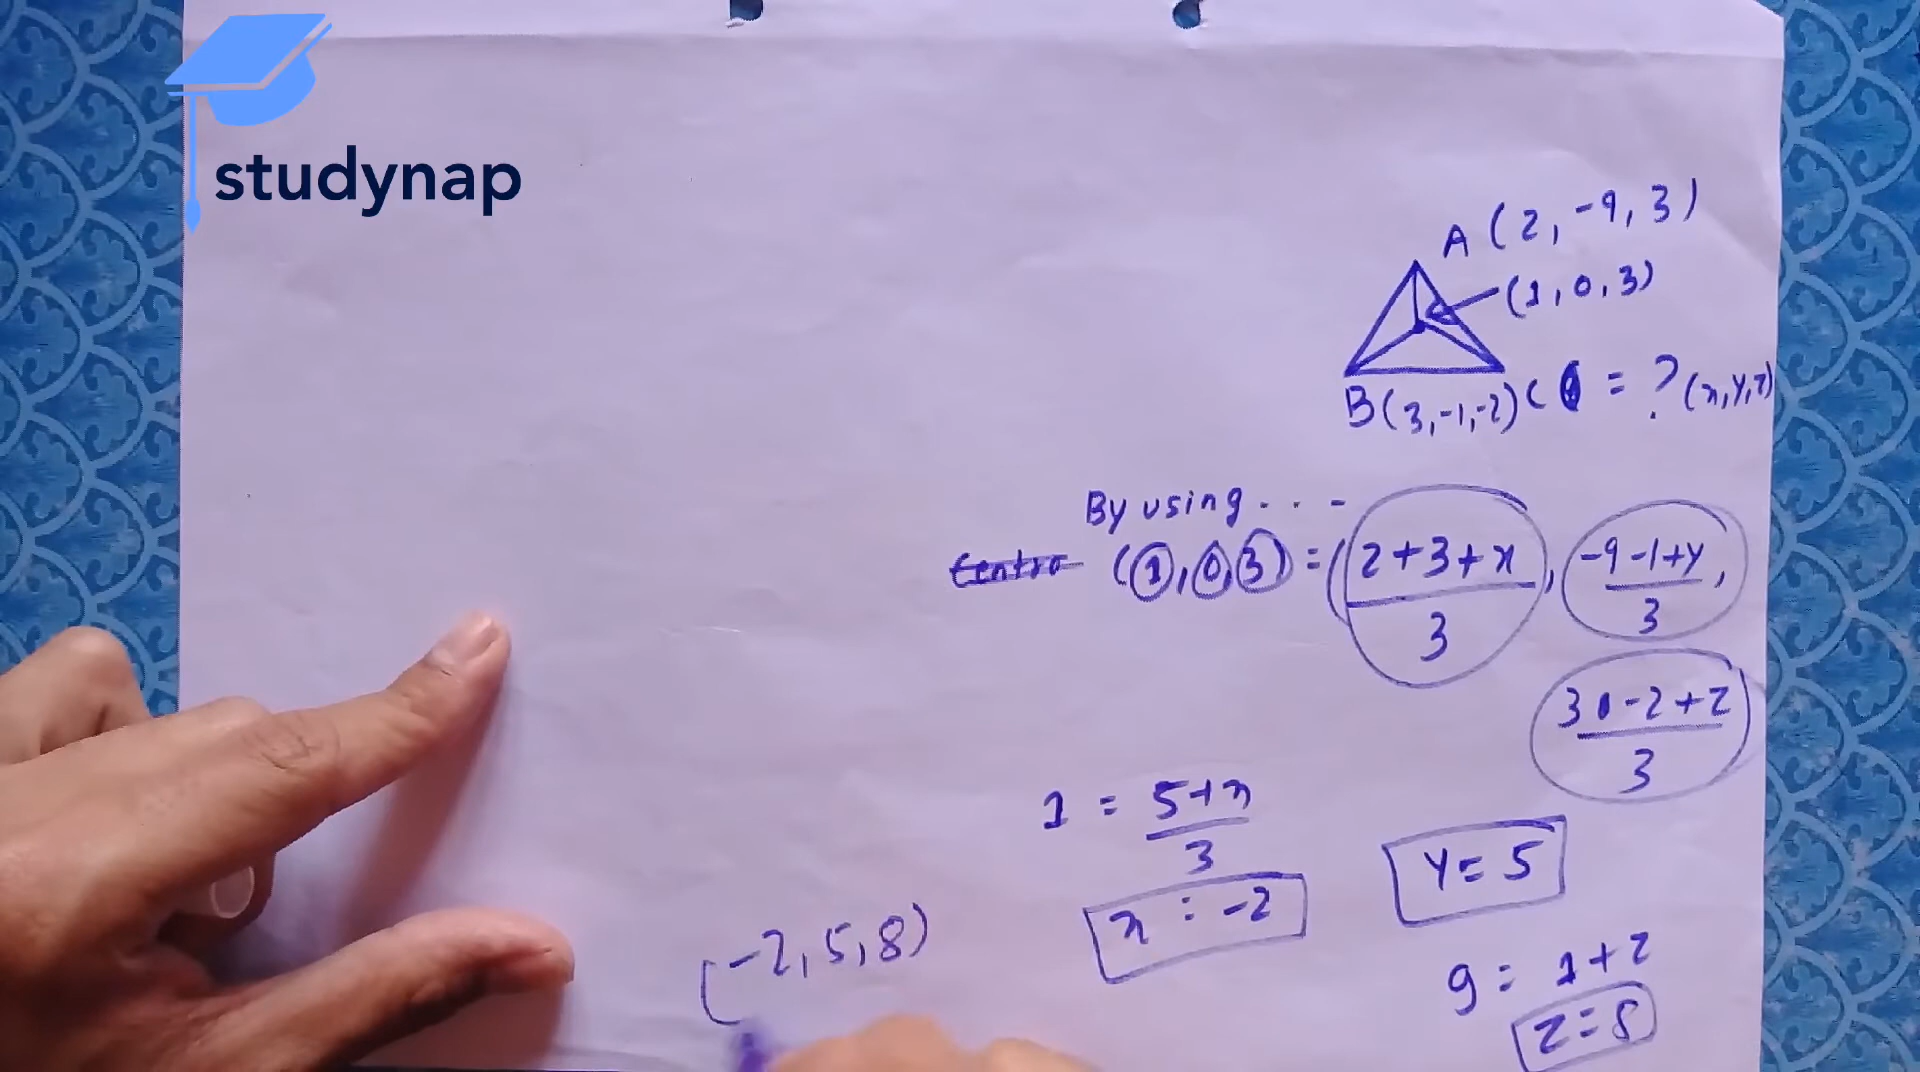 studynap
A (2, -9, 3)
(1, 0, 3)
B(3,-1,-2) C = ? (x,y,z)
By using . . -
Centro (1, 0, 3) = ( 2+3+x / 3 , -9-1+y / 3 ,
3 -2+z / 3 )
1 = 5+x / 3
x = -2
y = 5
9 = 1+z
z = 8
(-2, 5, 8)